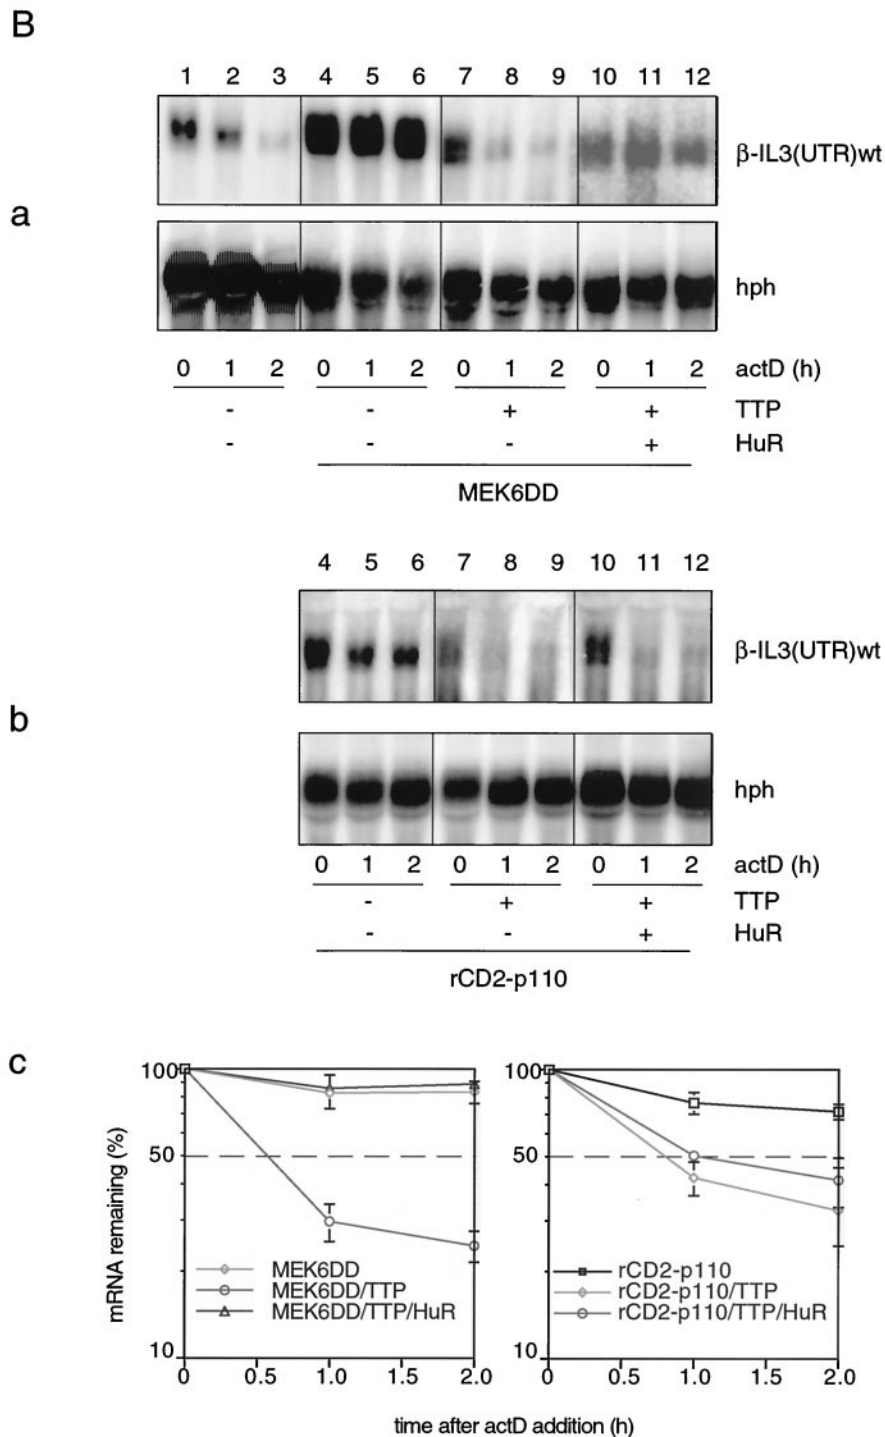 B
1 2 3 4 5 6 7 8 9 10 11 12
β-IL3(UTR)wt
a
hph
0 1 2 0 1 2 0 1 2 0 1 2 actD (h)
- - + + TTP
- - - + HuR
MEK6DD
4 5 6 7 8 9 10 11 12
β-IL3(UTR)wt
b
hph
0 1 2 0 1 2 0 1 2 actD (h)
- + + TTP
- - + HuR
rCD2-p110
c
mRNA remaining (%)
100
50
10
MEK6DD
MEK6DD/TTP
MEK6DD/TTP/HuR
0 0.5 1.0 1.5 2.0
100
50
10
rCD2-p110
rCD2-p110/TTP
rCD2-p110/TTP/HuR
0 0.5 1.0 1.5 2.0
time after actD addition (h)